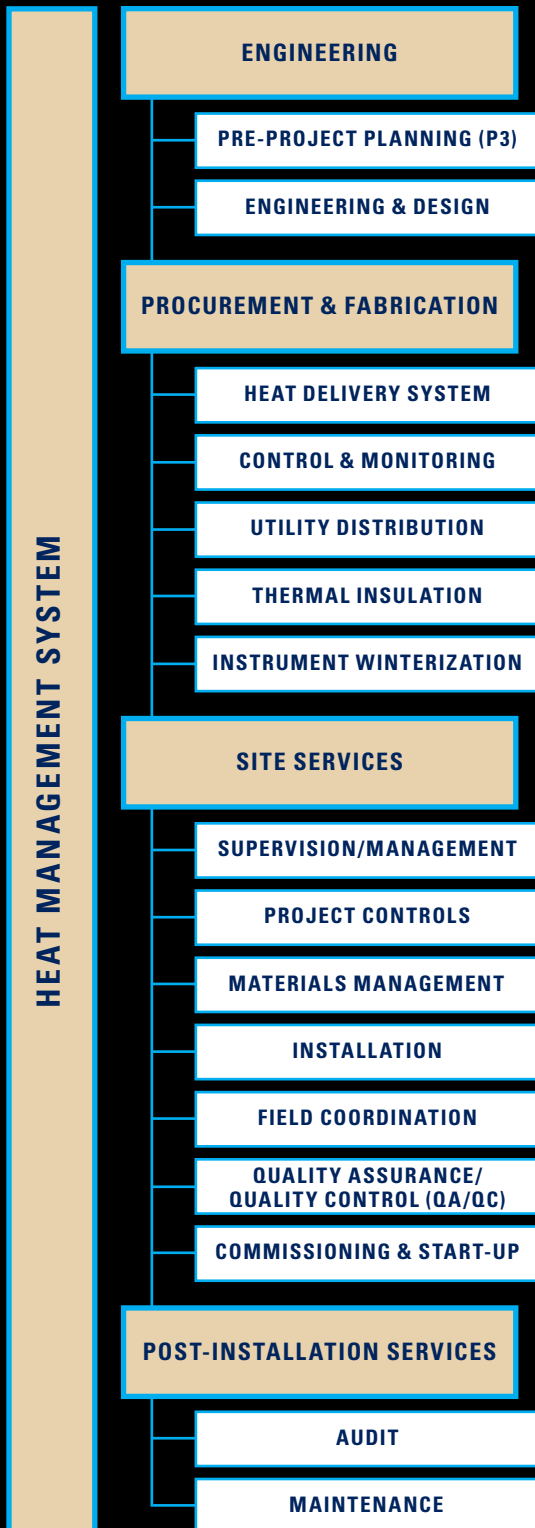 HEAT MANAGEMENT SYSTEM
ENGINEERING
PRE-PROJECT PLANNING (P3)
ENGINEERING & DESIGN
PROCUREMENT & FABRICATION
HEAT DELIVERY SYSTEM
CONTROL & MONITORING
UTILITY DISTRIBUTION
THERMAL INSULATION
INSTRUMENT WINTERIZATION
SITE SERVICES
SUPERVISION/MANAGEMENT
PROJECT CONTROLS
MATERIALS MANAGEMENT
INSTALLATION
FIELD COORDINATION
QUALITY ASSURANCE/
QUALITY CONTROL (QA/QC)
COMMISSIONING & START-UP
POST-INSTALLATION SERVICES
AUDIT
MAINTENANCE